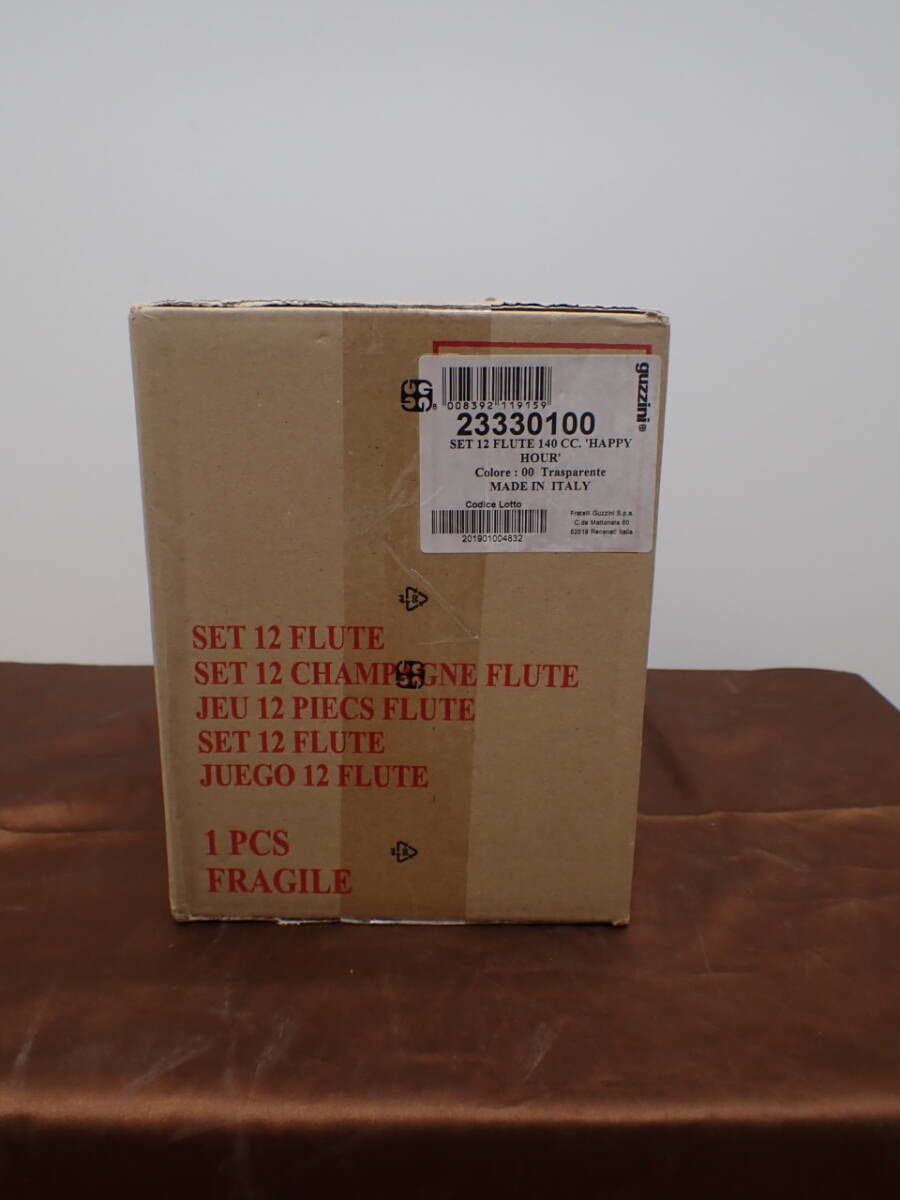 guzzini
8 008392 119159
23330100
SET 12 FLUTE 140 CC. 'HAPPY
HOUR'
Colore : 00 Trasparente
MADE IN ITALY
Codice Lotto
201901004832
Fratelli Guzzini S.p.a.
C.da Mattonata 60
62019 Recanati Italia
SET 12 FLUTE
SET 12 CHAMPAGNE FLUTE
JEU 12 PIECS FLUTE
SET 12 FLUTE
JUEGO 12 FLUTE
1 PCS
FRAGILE